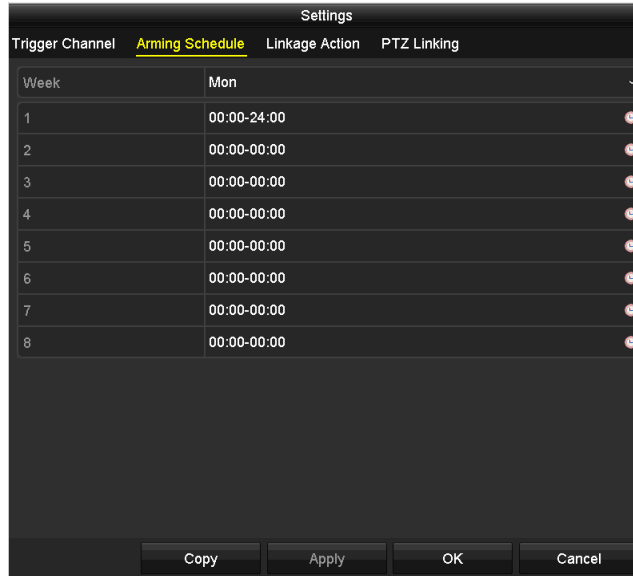 Settings
Trigger Channel Arming Schedule Linkage Action PTZ Linking
Week Mon
1 00:00-24:00
2 00:00-00:00
3 00:00-00:00
4 00:00-00:00
5 00:00-00:00
6 00:00-00:00
7 00:00-00:00
8 00:00-00:00
Copy Apply OK Cancel